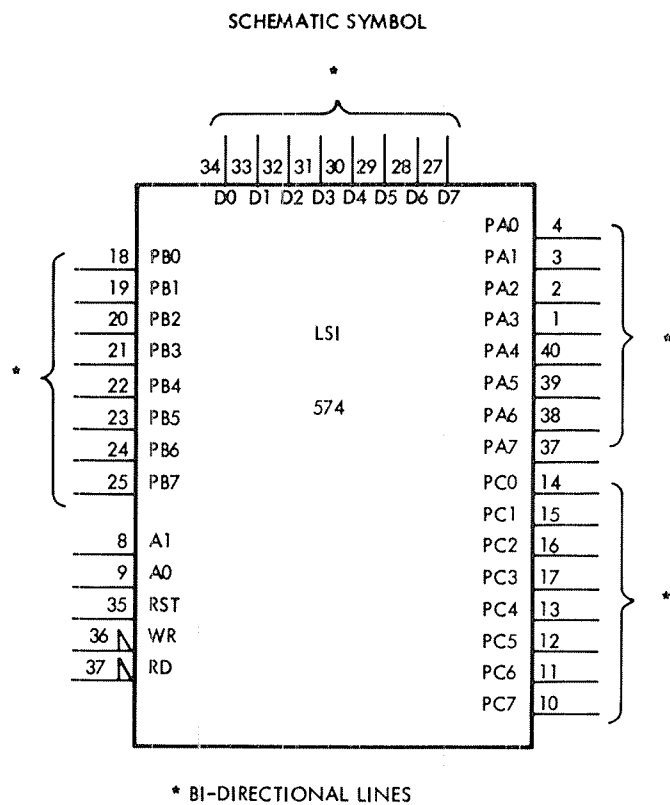 SCHEMATIC SYMBOL
*
34 33 32 31 30 29 28 27
D0 D1 D2 D3 D4 D5 D6 D7
18 PB0
19 PB1
20 PB2
21 PB3
*
22 PB4
23 PB5
24 PB6
25 PB7
8 A1
9 A0
35 RST
36 WR
37 RD
LSI
574
PA0 4
PA1 3
PA2 2
PA3 1
*
PA4 40
PA5 39
PA6 38
PA7 37
PC0 14
PC1 15
PC2 16
PC3 17
*
PC4 13
PC5 12
PC6 11
PC7 10
* BI-DIRECTIONAL LINES